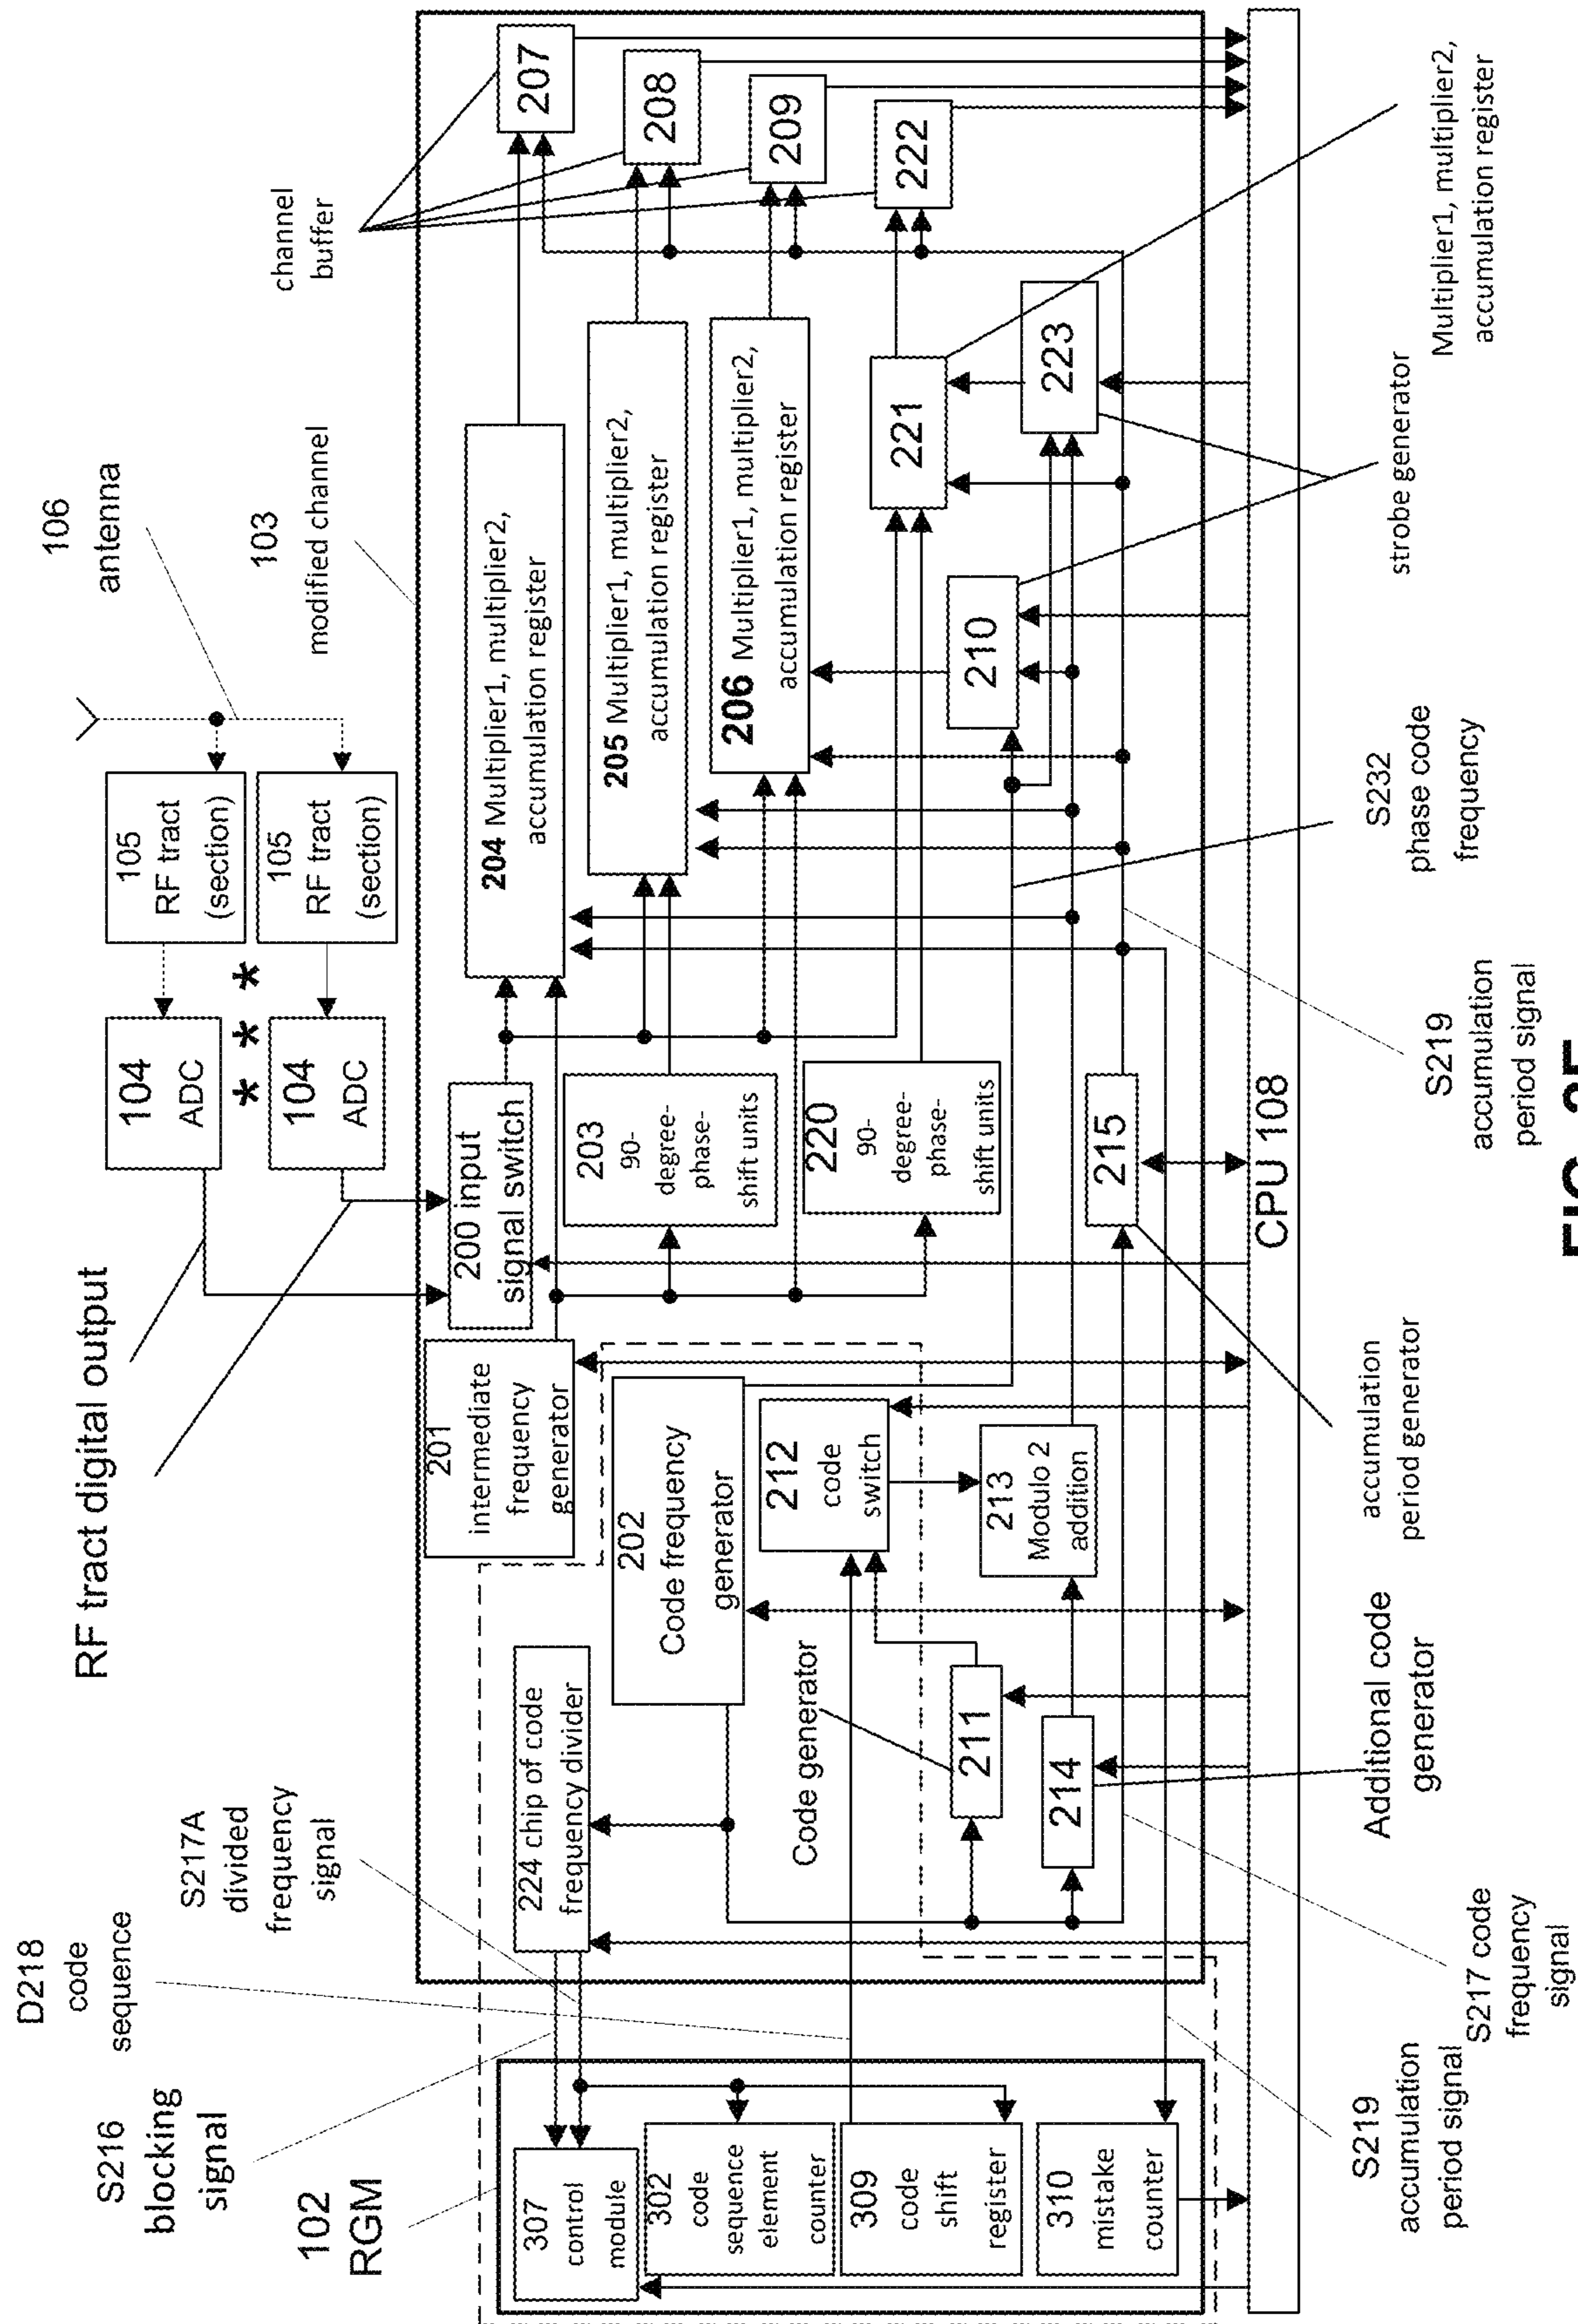 D218
code
sequence
S216
blocking
signal
S217A
divided
frequency
signal
RF tract digital output
106
antenna
103
modified channel
channel
buffer
104
ADC
105
RF tract
(section)
* * *
104
ADC
105
RF tract
(section)
102
RGM
307
control
module
302
code
sequence
element
counter
309
code
shift
register
310
mistake
counter
224 chip of code
frequency divider
201
intermediate
frequency
generator
202
Code frequency
generator
Code generator
211
212
code
switch
213
Modulo 2
addition
214
200 input
signal switch
203
90-
degree-
phase-
shift units
220
90-
degree-
phase-
shift units
215
204 Multiplier1, multiplier2,
accumulation register
205 Multiplier1, multiplier2,
accumulation register
206 Multiplier1, multiplier2,
accumulation register
210
221
223
207
208
209
222
CPU 108
S219
accumulation
period signal
S217 code
frequency
signal
Additional code
generator
accumulation
period generator
S219
accumulation
period signal
S232
phase code
frequency
strobe generator
Multiplier1, multiplier2,
accumulation register